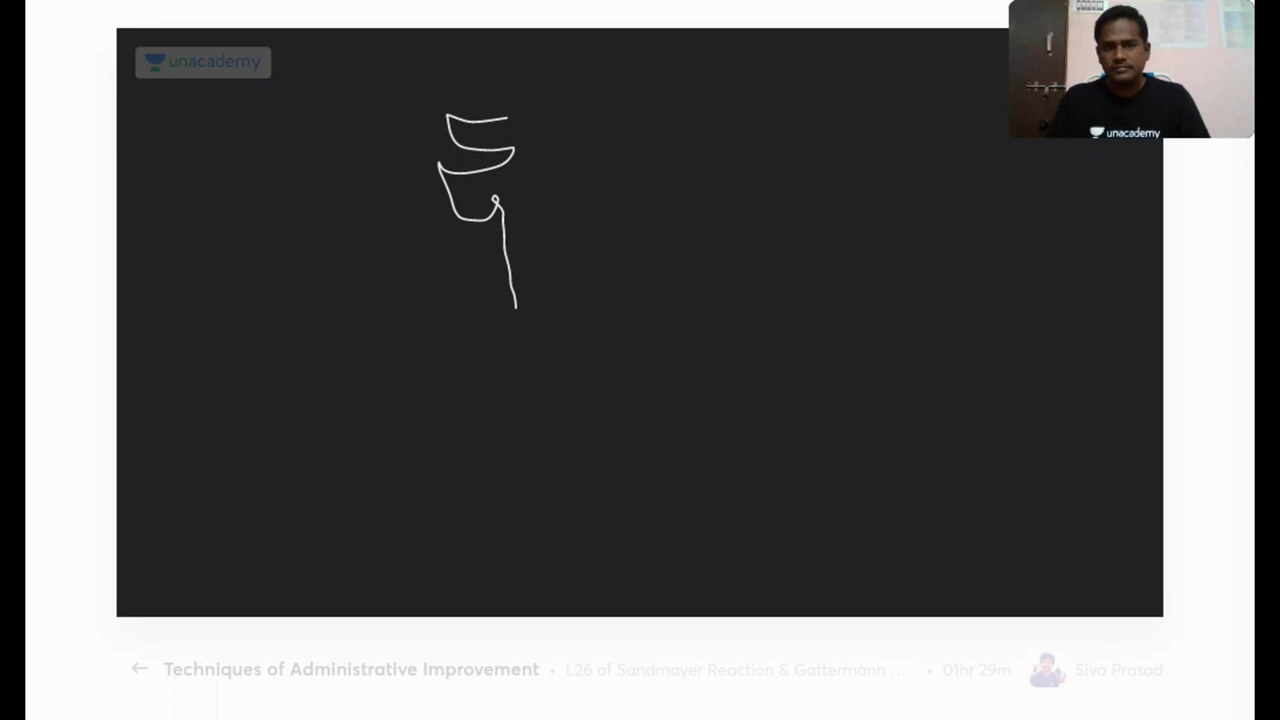 unacademy
unacademy
Techniques of Administrative Improvement • L26 of Sandmayer Reaction & Gattermann ... • 01hr 29m Siva Prasad